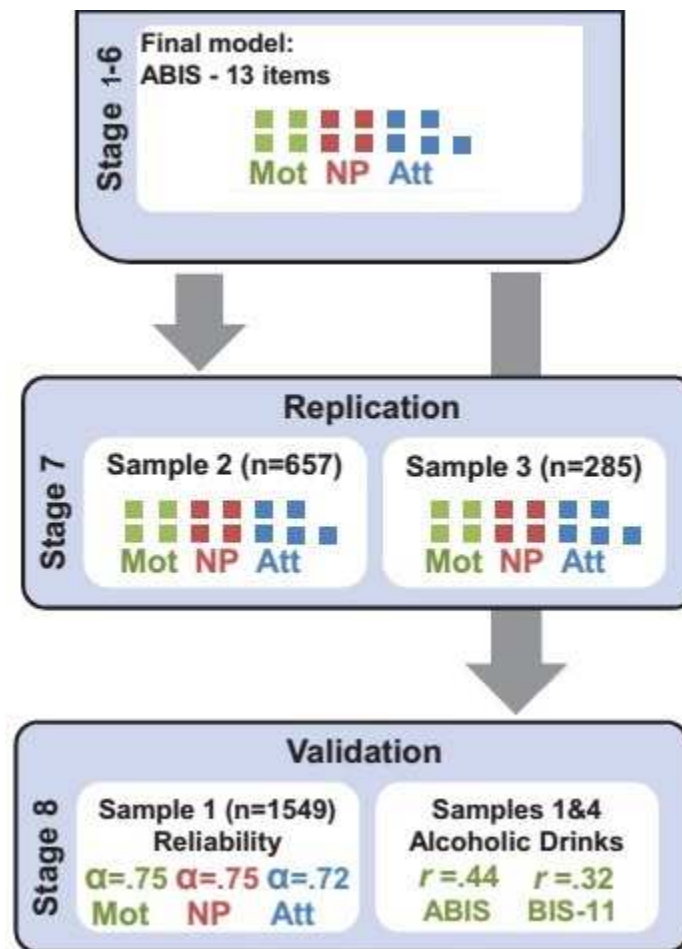 Stage 1-6
Final model:
ABIS - 13 items
Mot NP Att
Stage 7
Replication
Sample 2 (n=657)
Mot NP Att
Sample 3 (n=285)
Mot NP Att
Stage 8
Validation
Sample 1 (n=1549)
Reliability
α=.75 α=.75 α=.72
Mot NP Att
Samples 1&4
Alcoholic Drinks
r =.44 r =.32
ABIS BIS-11